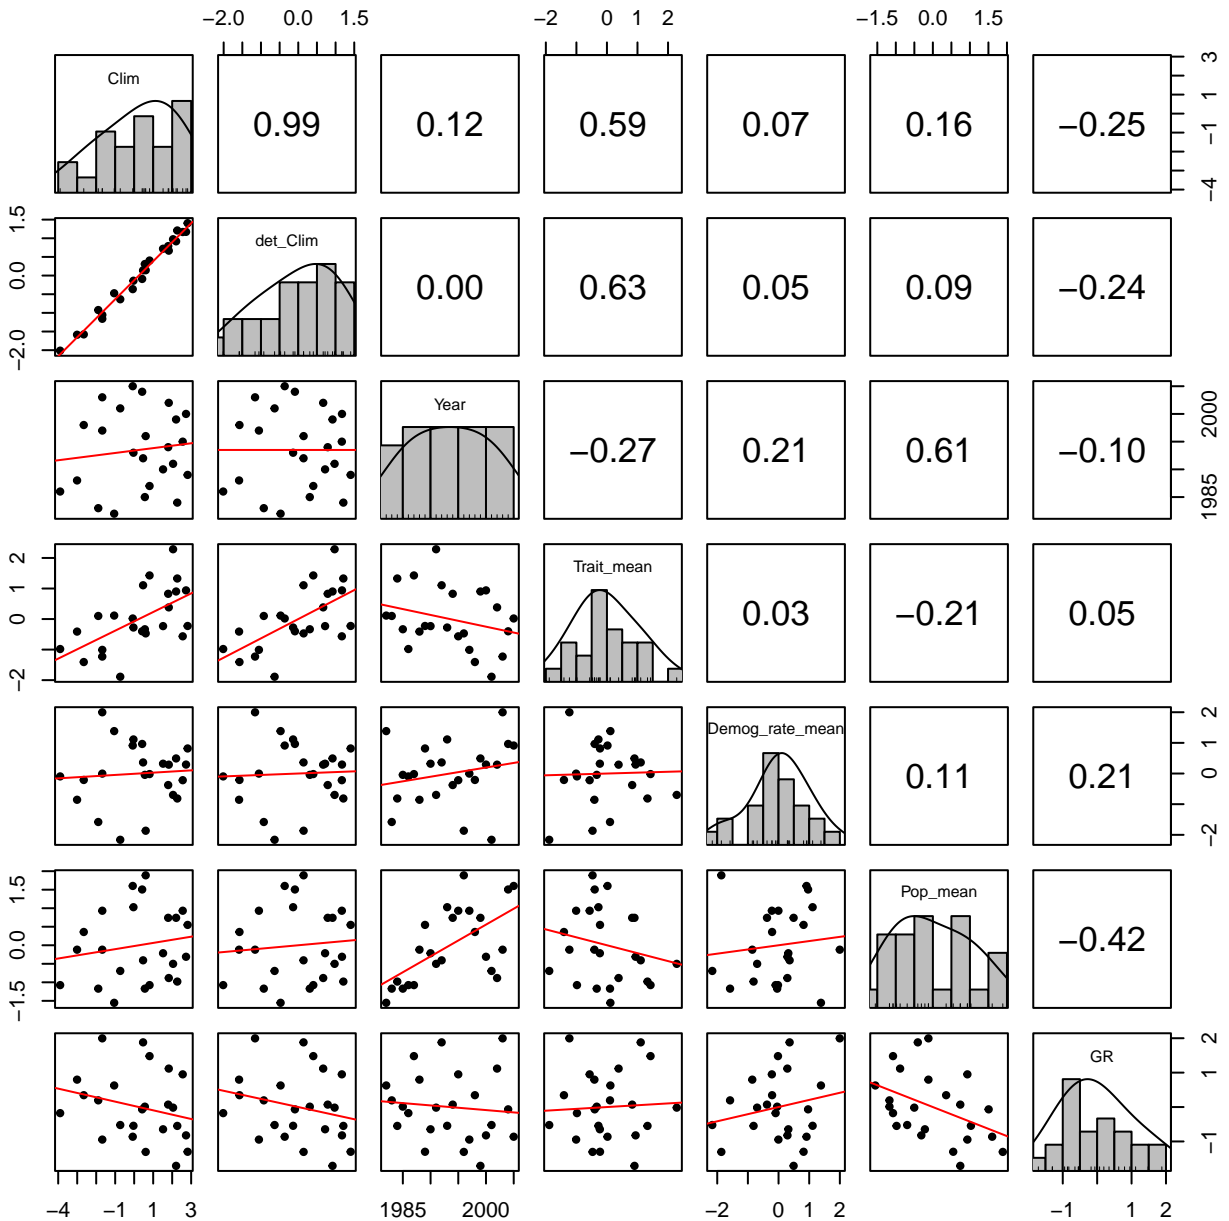 −2.0 0.0 1.5 −2 0 1 2 −1.5 0.0 1.5
Clim 0.99 0.12 0.59 0.07 0.16 −0.25 −4 −1 1 3
−2.0 0.0 1.5 det_Clim 0.00 0.63 0.05 0.09 −0.24
Year −0.27 0.21 0.61 −0.10 1985 2000
−2 0 1 2 Trait_mean 0.03 −0.21 0.05
Demog_rate_mean 0.11 0.21 −2 0 1 2
−1.5 0.0 1.5 Pop_mean −0.42
GR −1 1 2
−4 −1 1 3 1985 2000 −2 0 1 2 −1 1 2